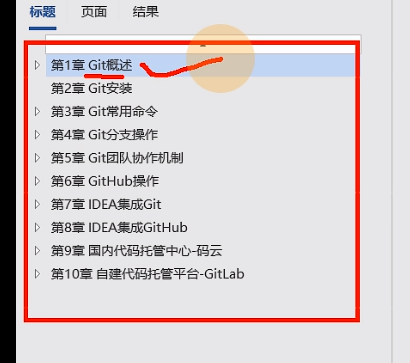 标题 页面 结果
第1章 Git概述
第2章 Git安装
第3章 Git常用命令
第4章 Git分支操作
第5章 Git团队协作机制
第6章 GitHub操作
第7章 IDEA集成Git
第8章 IDEA集成GitHub
第9章 国内代码托管中心-码云
第10章 自建代码托管平台-GitLab